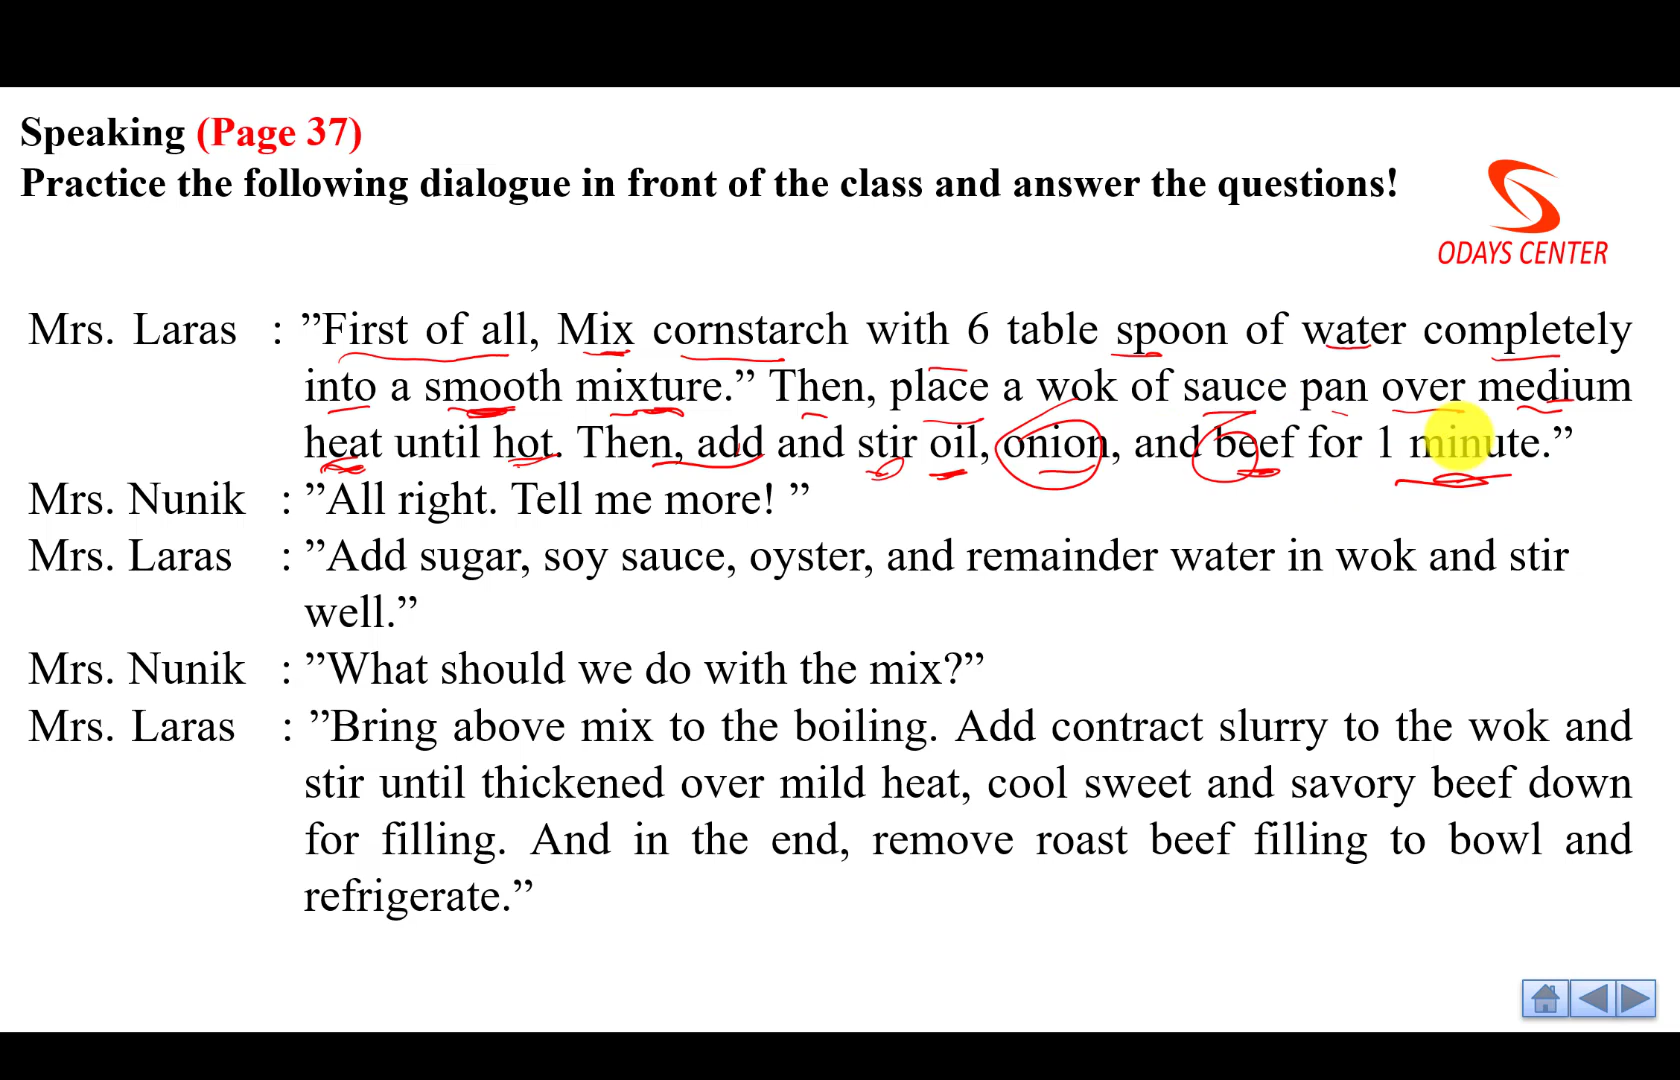 Speaking (Page 37)
Practice the following dialogue in front of the class and answer the questions!
ODAYS CENTER
Mrs. Laras : ”First of all, Mix cornstarch with 6 table spoon of water completely
into a smooth mixture.” Then, place a wok of sauce pan over medium
heat until hot. Then, add and stir oil, onion, and beef for 1 minute.”
Mrs. Nunik : ”All right. Tell me more! ”
Mrs. Laras : ”Add sugar, soy sauce, oyster, and remainder water in wok and stir
well.”
Mrs. Nunik : ”What should we do with the mix?”
Mrs. Laras : ”Bring above mix to the boiling. Add contract slurry to the wok and
stir until thickened over mild heat, cool sweet and savory beef down
for filling. And in the end, remove roast beef filling to bowl and
refrigerate.”